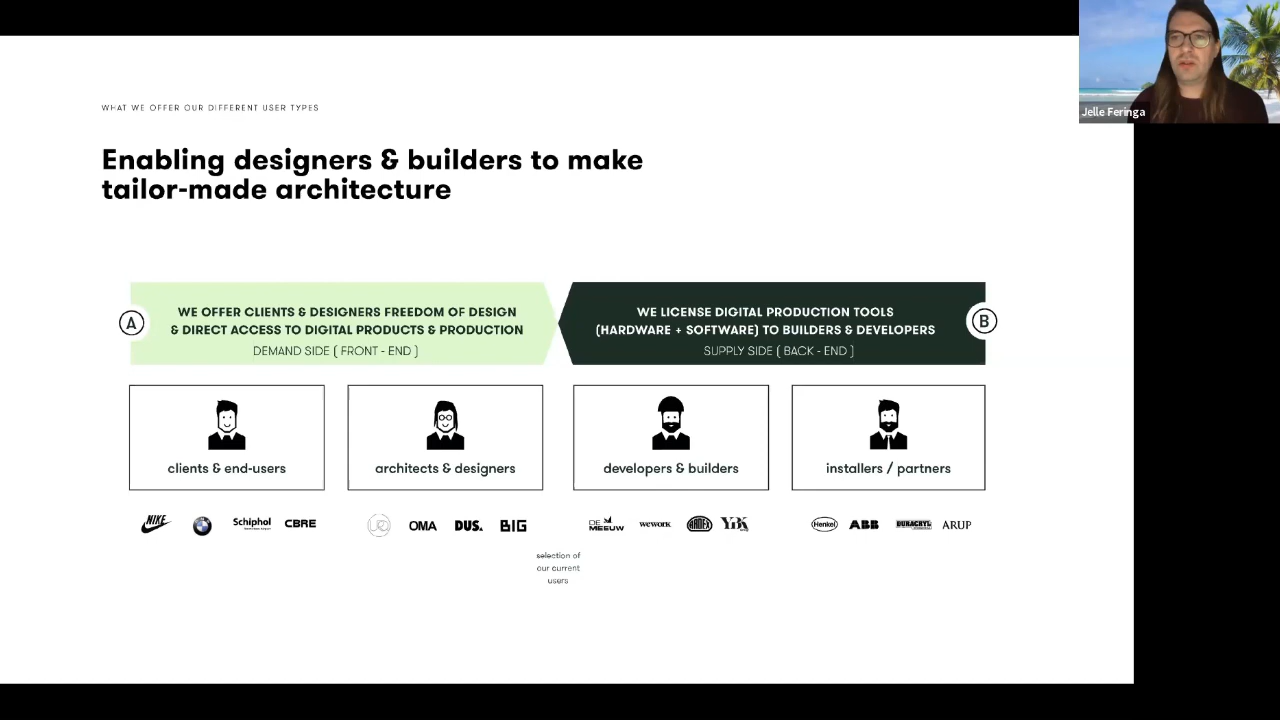 Jelle Feringa
WHAT WE OFFER OUR DIFFERENT USER TYPES
Enabling designers & builders to make
tailor-made architecture
A
WE OFFER CLIENTS & DESIGNERS FREEDOM OF DESIGN
& DIRECT ACCESS TO DIGITAL PRODUCTS & PRODUCTION
DEMAND SIDE ( FRONT - END )
WE LICENSE DIGITAL PRODUCTION TOOLS
(HARDWARE + SOFTWARE) TO BUILDERS & DEVELOPERS
SUPPLY SIDE ( BACK - END )
B
clients & end-users
architects & designers
developers & builders
installers / partners
NIKE
BMW
Schiphol
CBRE
OMA
DUS.
BIG
DE MEEUW
wework
Henkel
ABB
DURACRYL
ARUP
selection of
our current
users